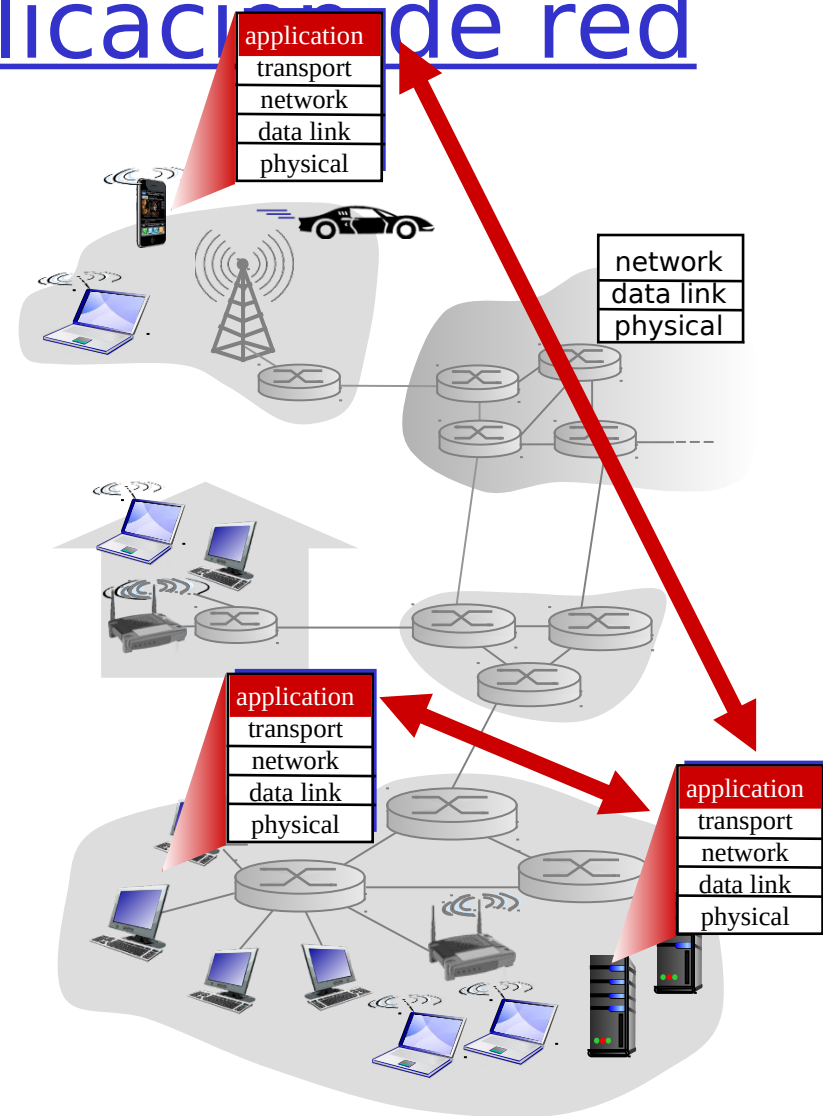 de red
application
transport
network
data link
physical
network
data link
physical
application
transport
network
data link
physical
application
transport
network
data link
physical